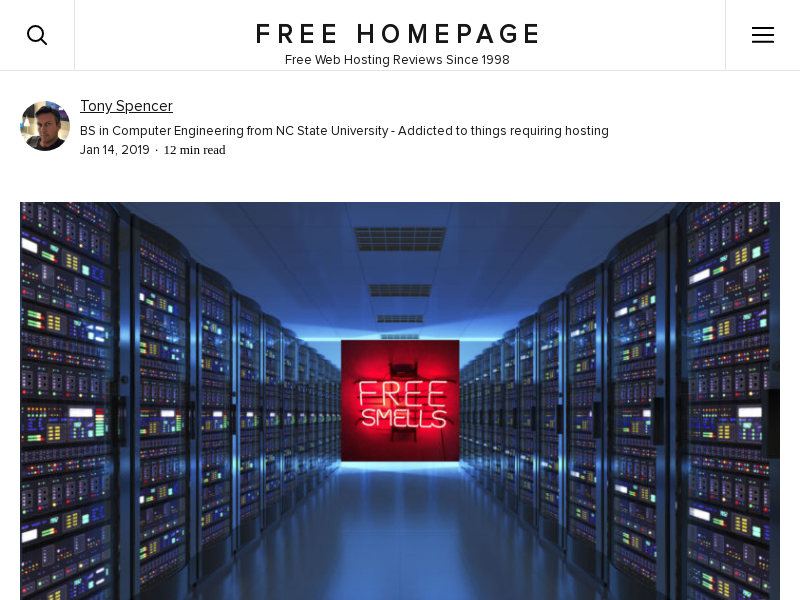 FREE HOMEPAGE
Free Web Hosting Reviews Since 1998
Tony Spencer
BS in Computer Engineering from NC State University - Addicted to things requiring hosting
Jan 14, 2019 · 12 min read
FREE
SMELLS